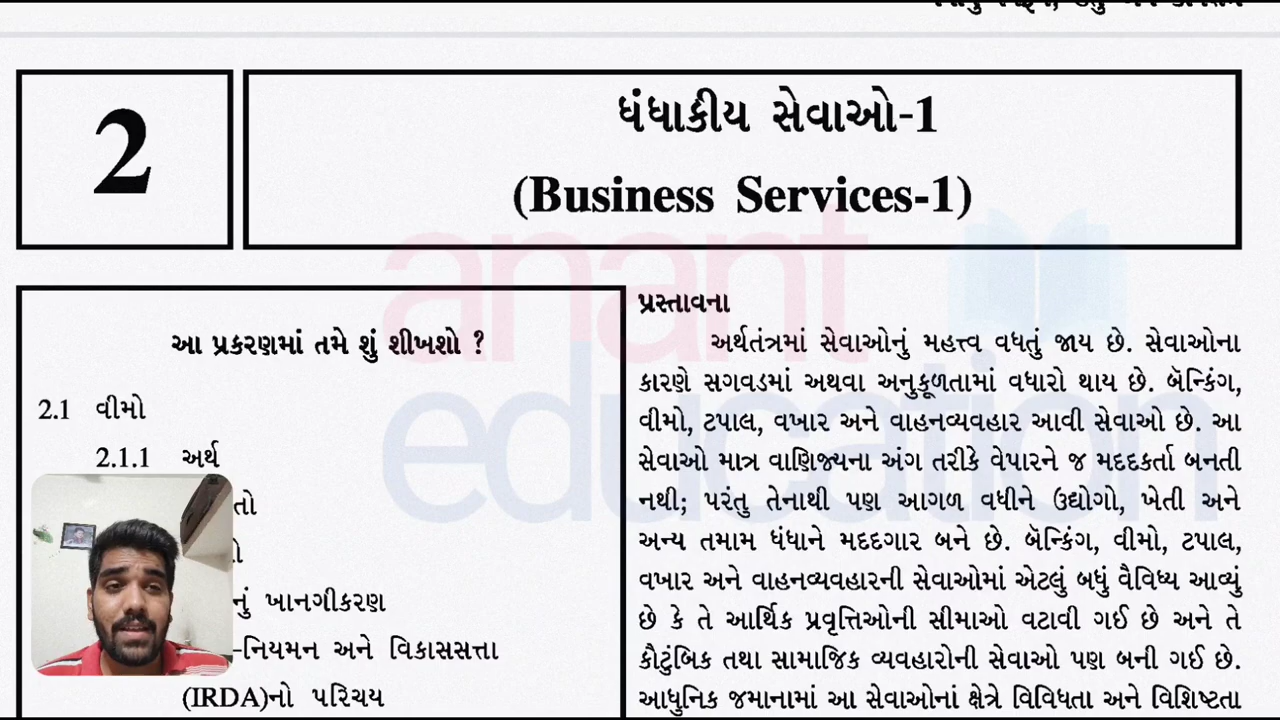 2
ધંધાકીય સેવાઓ-1
(Business Services-1)
આ પ્રકરણમાં તમે શું શીખશો ?
2.1 વીમો
2.1.1 અર્થ
તો
નું ખાનગીકરણ
-નિયમન અને વિકાસસત્તા
(IRDA)નો પરિચય
પ્રસ્તાવના
અર્થતંત્રમાં સેવાઓનું મહત્ત્વ વધતું જાય છે. સેવાઓના
કારણે સગવડમાં અથવા અનુકૂળતામાં વધારો થાય છે. બૅન્કિંગ,
વીમો, ટપાલ, વખાર અને વાહનવ્યવહાર આવી સેવાઓ છે. આ
સેવાઓ માત્ર વાણિજ્યના અંગ તરીકે વેપારને જ મદદકર્તા બનતી
નથી; પરંતુ તેનાથી પણ આગળ વધીને ઉદ્યોગો, ખેતી અને
અન્ય તમામ ધંધાને મદદગાર બને છે. બૅન્કિંગ, વીમો, ટપાલ,
વખાર અને વાહનવ્યવહારની સેવાઓમાં એટલું બધું વૈવિધ્ય આવ્યું
છે કે તે આર્થિક પ્રવૃત્તિઓની સીમાઓ વટાવી ગઈ છે અને તે
કૌટુંબિક તથા સામાજિક વ્યવહારોની સેવાઓ પણ બની ગઈ છે.
આધુનિક જમાનામાં આ સેવાઓનાં ક્ષેત્રે વિવિધતા અને વિશિષ્ટતા
anant
education